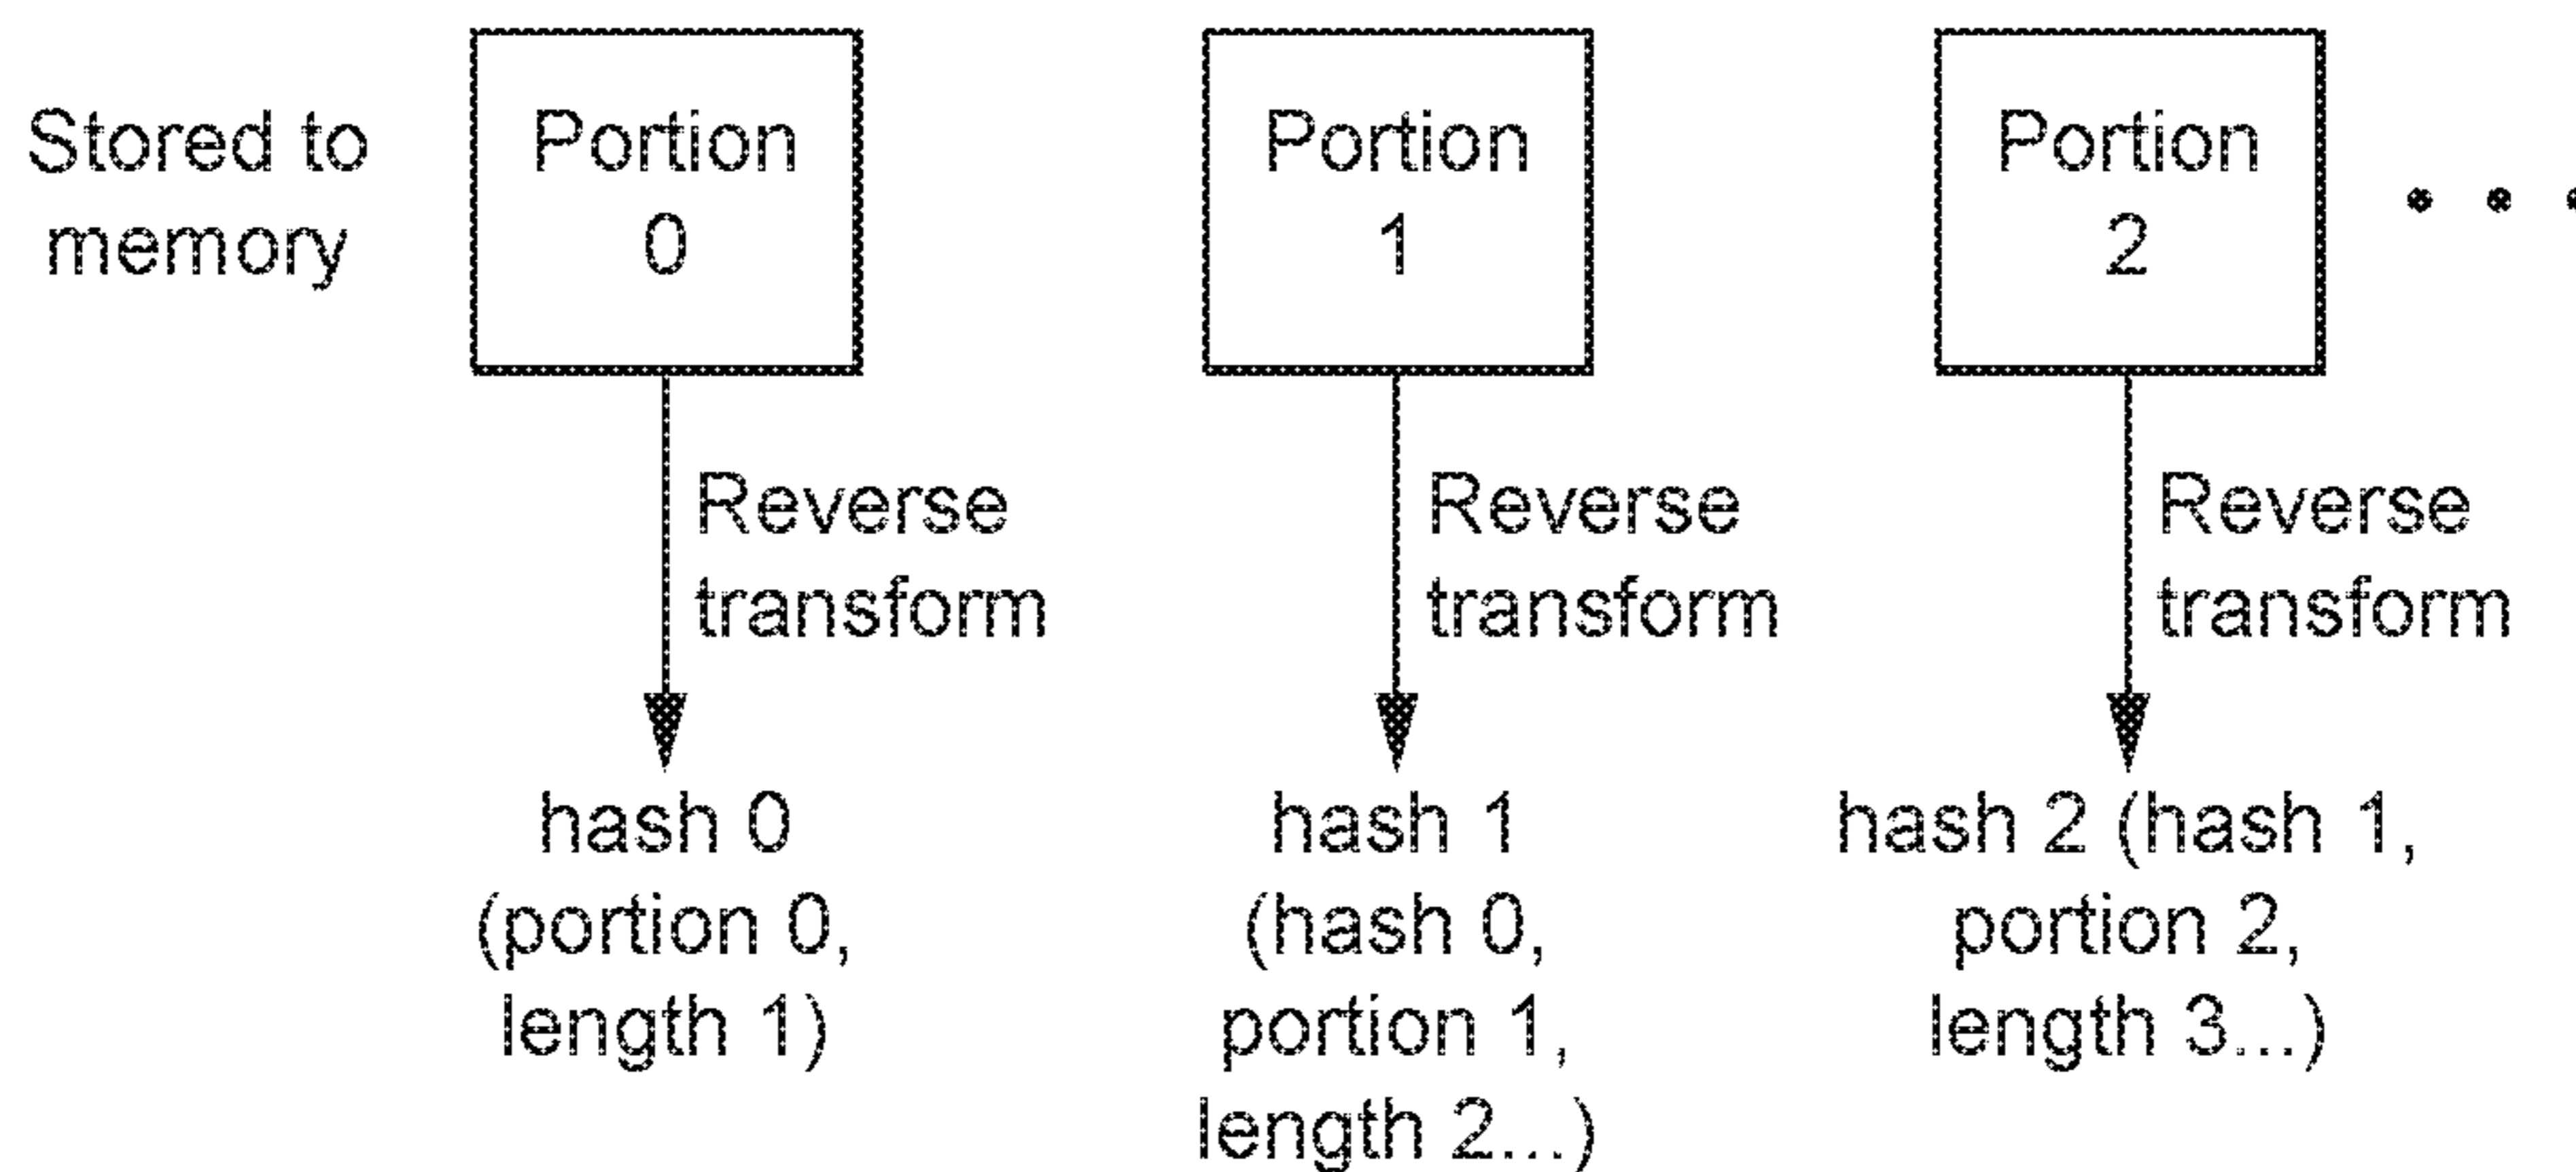 Stored to
memory
Portion
0
Portion
1
Portion
2
Reverse
transform
Reverse
transform
Reverse
transform
hash 0
(portion 0,
length 1)
hash 1
(hash 0,
portion 1,
length 2...)
hash 2 (hash 1,
portion 2,
length 3...)